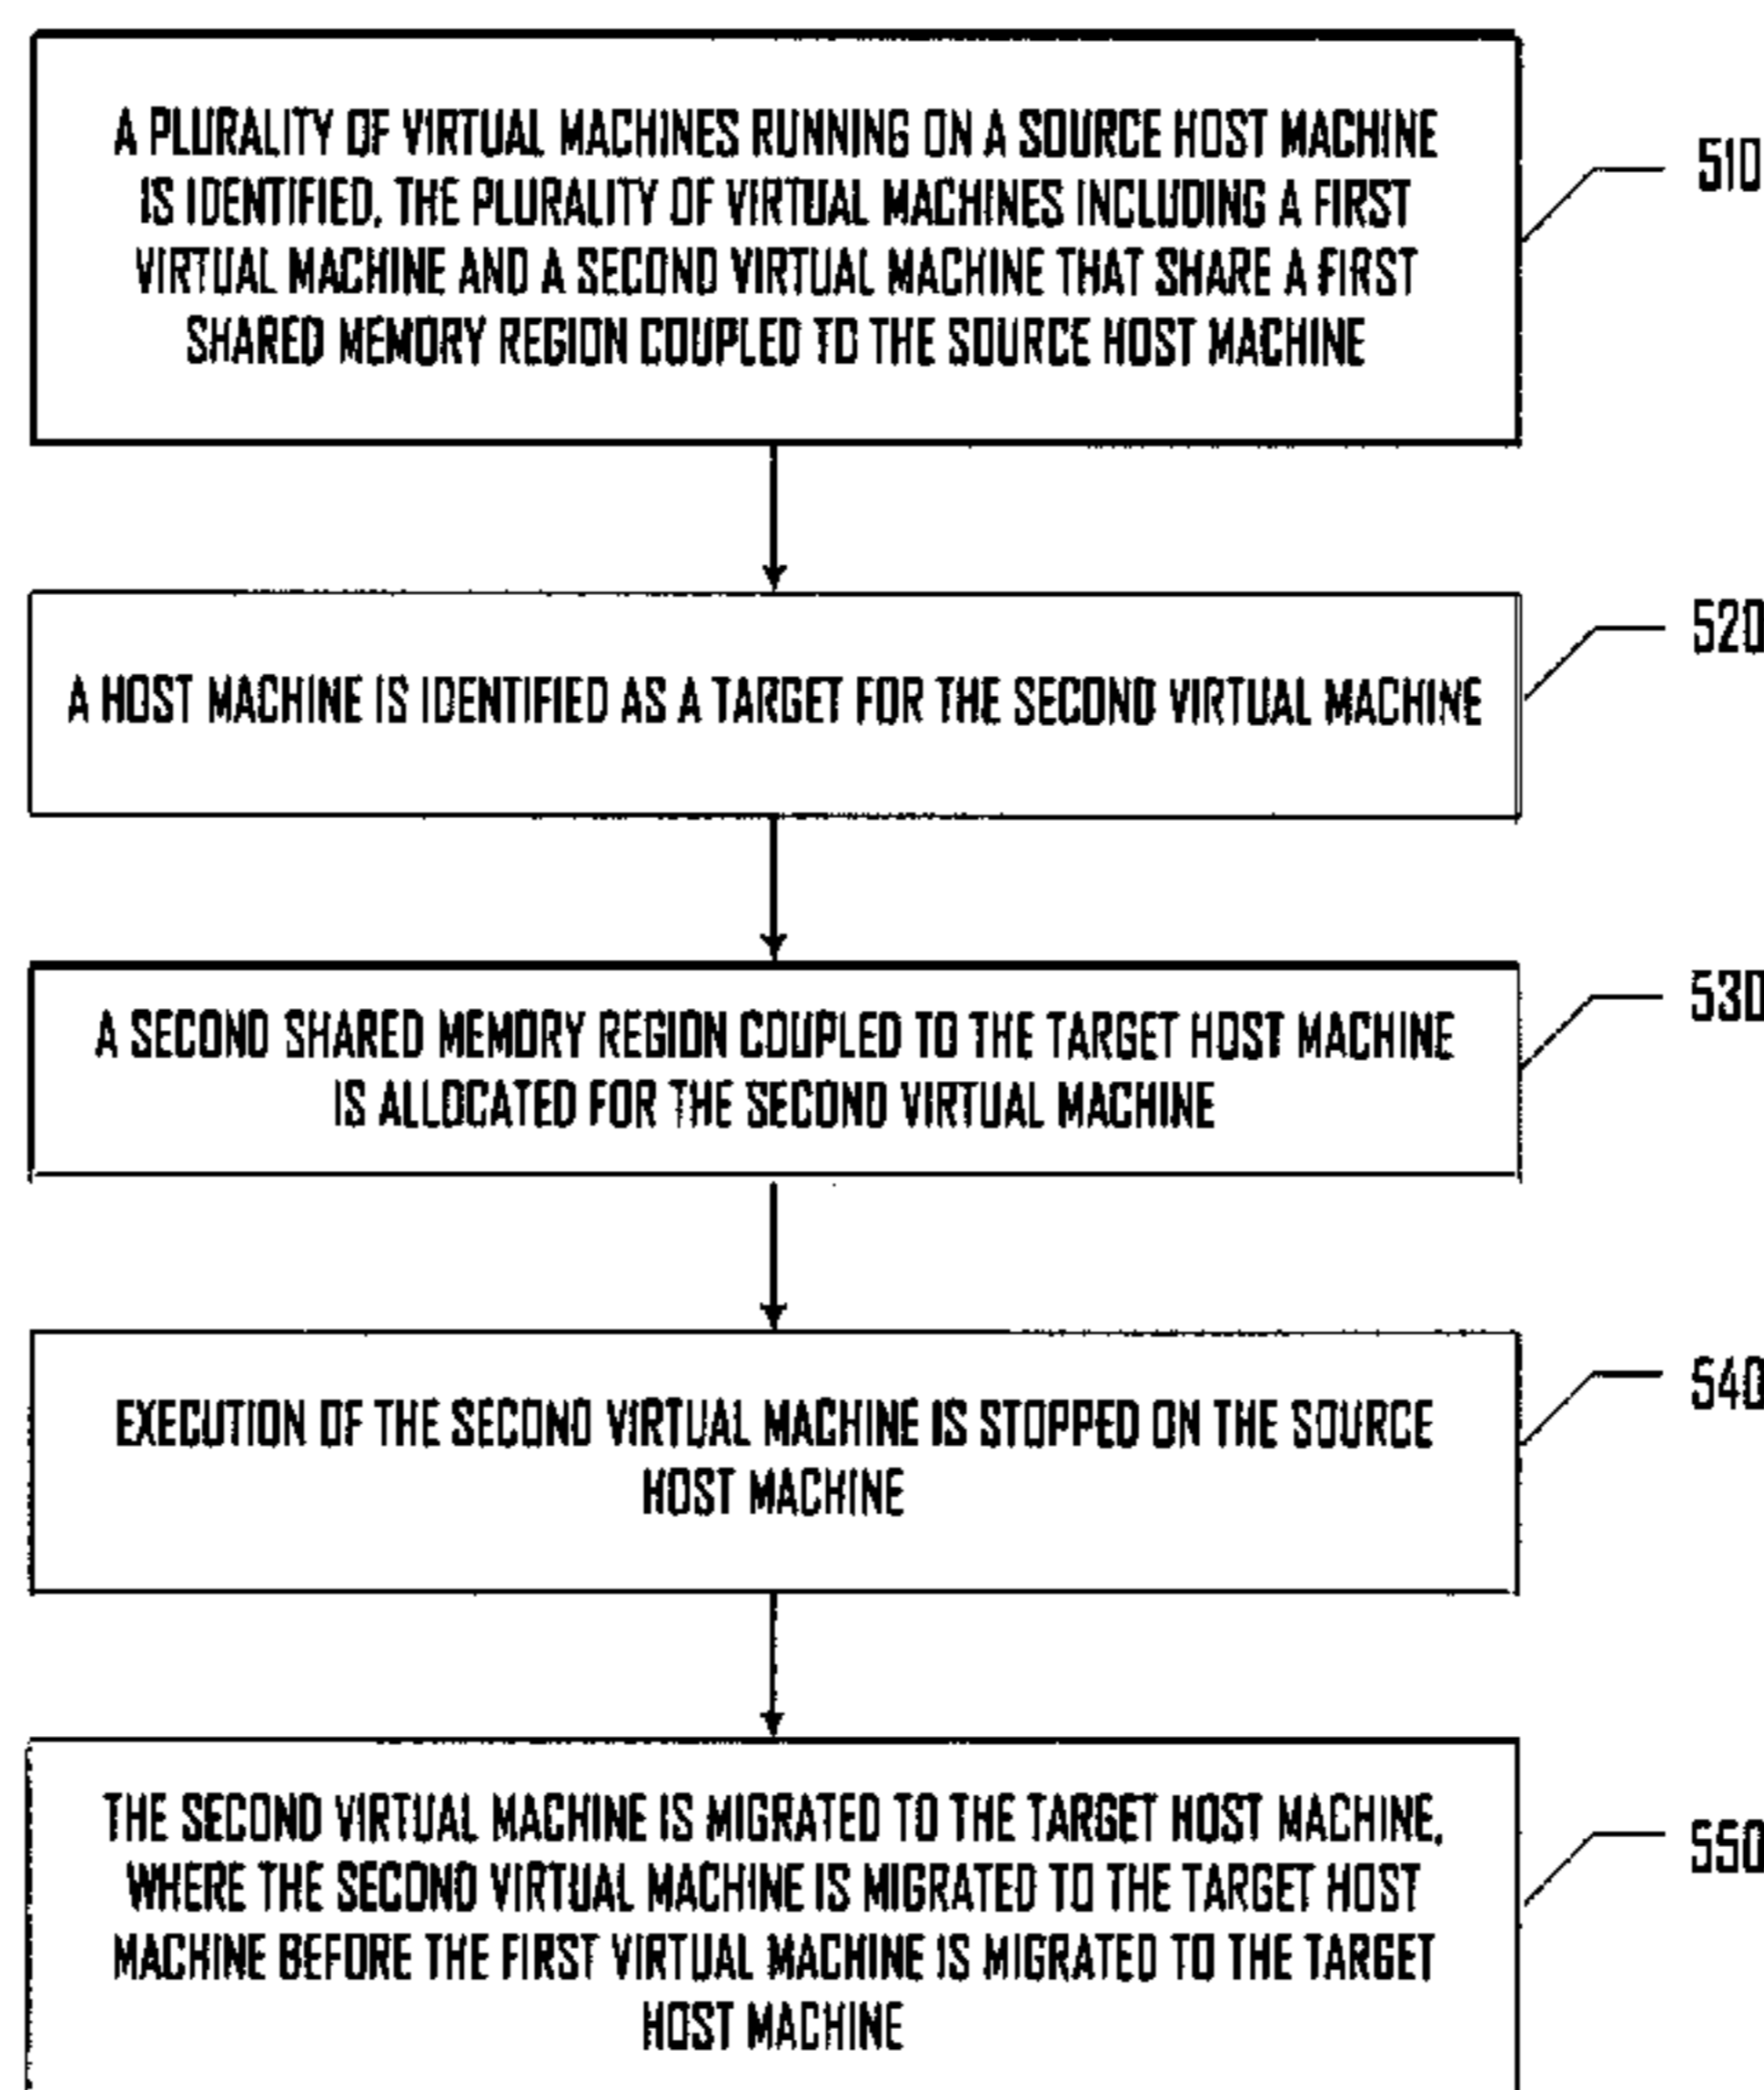 A PLURALITY OF VIRTUAL MACHINES RUNNING ON A SOURCE HOST MACHINE
IS IDENTIFIED, THE PLURALITY OF VIRTUAL MACHINES INCLUDING A FIRST
VIRTUAL MACHINE AND A SECOND VIRTUAL MACHINE THAT SHARE A FIRST
SHARED MEMORY REGION COUPLED TO THE SOURCE HOST MACHINE
510
A HOST MACHINE IS IDENTIFIED AS A TARGET FOR THE SECOND VIRTUAL MACHINE
520
A SECOND SHARED MEMORY REGION COUPLED TO THE TARGET HOST MACHINE
IS ALLOCATED FOR THE SECOND VIRTUAL MACHINE
530
EXECUTION OF THE SECOND VIRTUAL MACHINE IS STOPPED ON THE SOURCE
HOST MACHINE
540
THE SECOND VIRTUAL MACHINE IS MIGRATED TO THE TARGET HOST MACHINE,
WHERE THE SECOND VIRTUAL MACHINE IS MIGRATED TO THE TARGET HOST
MACHINE BEFORE THE FIRST VIRTUAL MACHINE IS MIGRATED TO THE TARGET
HOST MACHINE
550